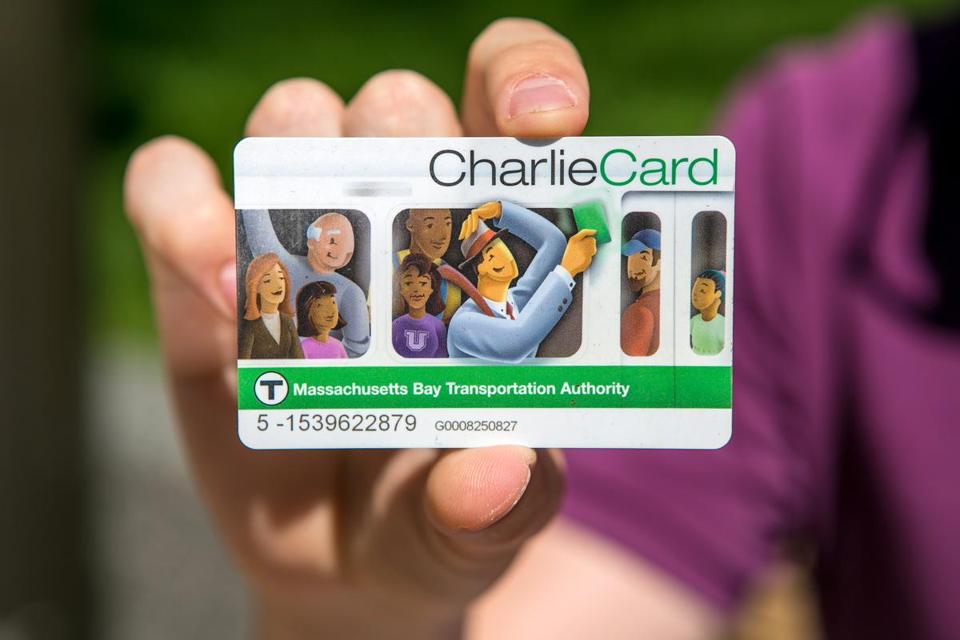 CharlieCard
U
T Massachusetts Bay Transportation Authority
5 -1539622879 G0008250827